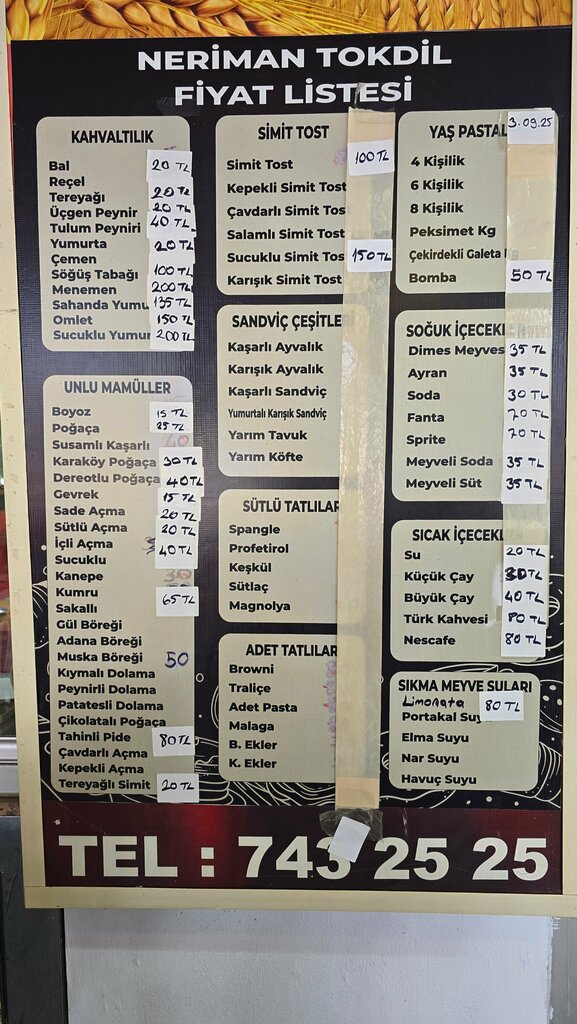 NERİMAN TOKDİL
FİYAT LİSTESİ
KAHVALTILIK
Bal 20 TL
Reçel
Tereyağı 20 TL
Üçgen Peynir 20 TL
Tulum Peyniri 40 TL
Yumurta 20 TL
Çemen
Söğüş Tabağı 100 TL
Menemen 200 TL
Sahanda Yumu 135 TL
Omlet 150 TL
Sucuklu Yumur 200 TL
UNLU MAMÜLLER
Boyoz 15 TL
Poğaça 25 TL
Susamlı Kaşarlı
Karaköy Poğaça 30 TL
Dereotlu Poğaça 40 TL
Gevrek 15 TL
Sade Açma 20 TL
Sütlü Açma 20 TL
İçli Açma
Sucuklu 40 TL
Kanepe
Kumru 65 TL
Sakallı
Gül Böreği
Adana Böreği
Muska Böreği 50
Kıymalı Dolama
Peynirli Dolama
Patatesli Dolama
Çikolatalı Poğaça
Tahinli Pide 80 TL
Çavdarlı Açma
Kepekli Açma
Tereyağlı Simit 20 TL
SİMİT TOST
Simit Tost 100 TL
Kepekli Simit Tost
Çavdarlı Simit Tos
Salamlı Simit Tos
Sucuklu Simit Tos 150 TL
Karışık Simit Tost
SANDVİÇ ÇEŞİTLE
Kaşarlı Ayvalık
Karışık Ayvalık
Kaşarlı Sandviç
Yumurtalı Karışık Sandviç
Yarım Tavuk
Yarım Köfte
SÜTLÜ TATLILAR
Spangle
Profetirol
Keşkül
Sütlaç
Magnolya
ADET TATLILAR
Browni
Traliçe
Adet Pasta
Malaga
B. Ekler
K. Ekler
YAŞ PASTAL 3.09.25
4 Kişilik
6 Kişilik
8 Kişilik
Peksimet Kg
Çekirdekli Galeta Kg
Bomba 50 TL
SOĞUK İÇECEKL
Dimes Meyves 35 TL
Ayran 35 TL
Soda 30 TL
Fanta 70 TL
Sprite 70 TL
Meyveli Soda 35 TL
Meyveli Süt 35 TL
SICAK İÇECEKL
Su 20 TL
Küçük Çay 30 TL
Büyük Çay 40 TL
Türk Kahvesi 80 TL
Nescafe 80 TL
SIKMA MEYVE SULARI
Limonata 80 TL
Portakal Suyu
Elma Suyu
Nar Suyu
Havuç Suyu
TEL : 743 25 25